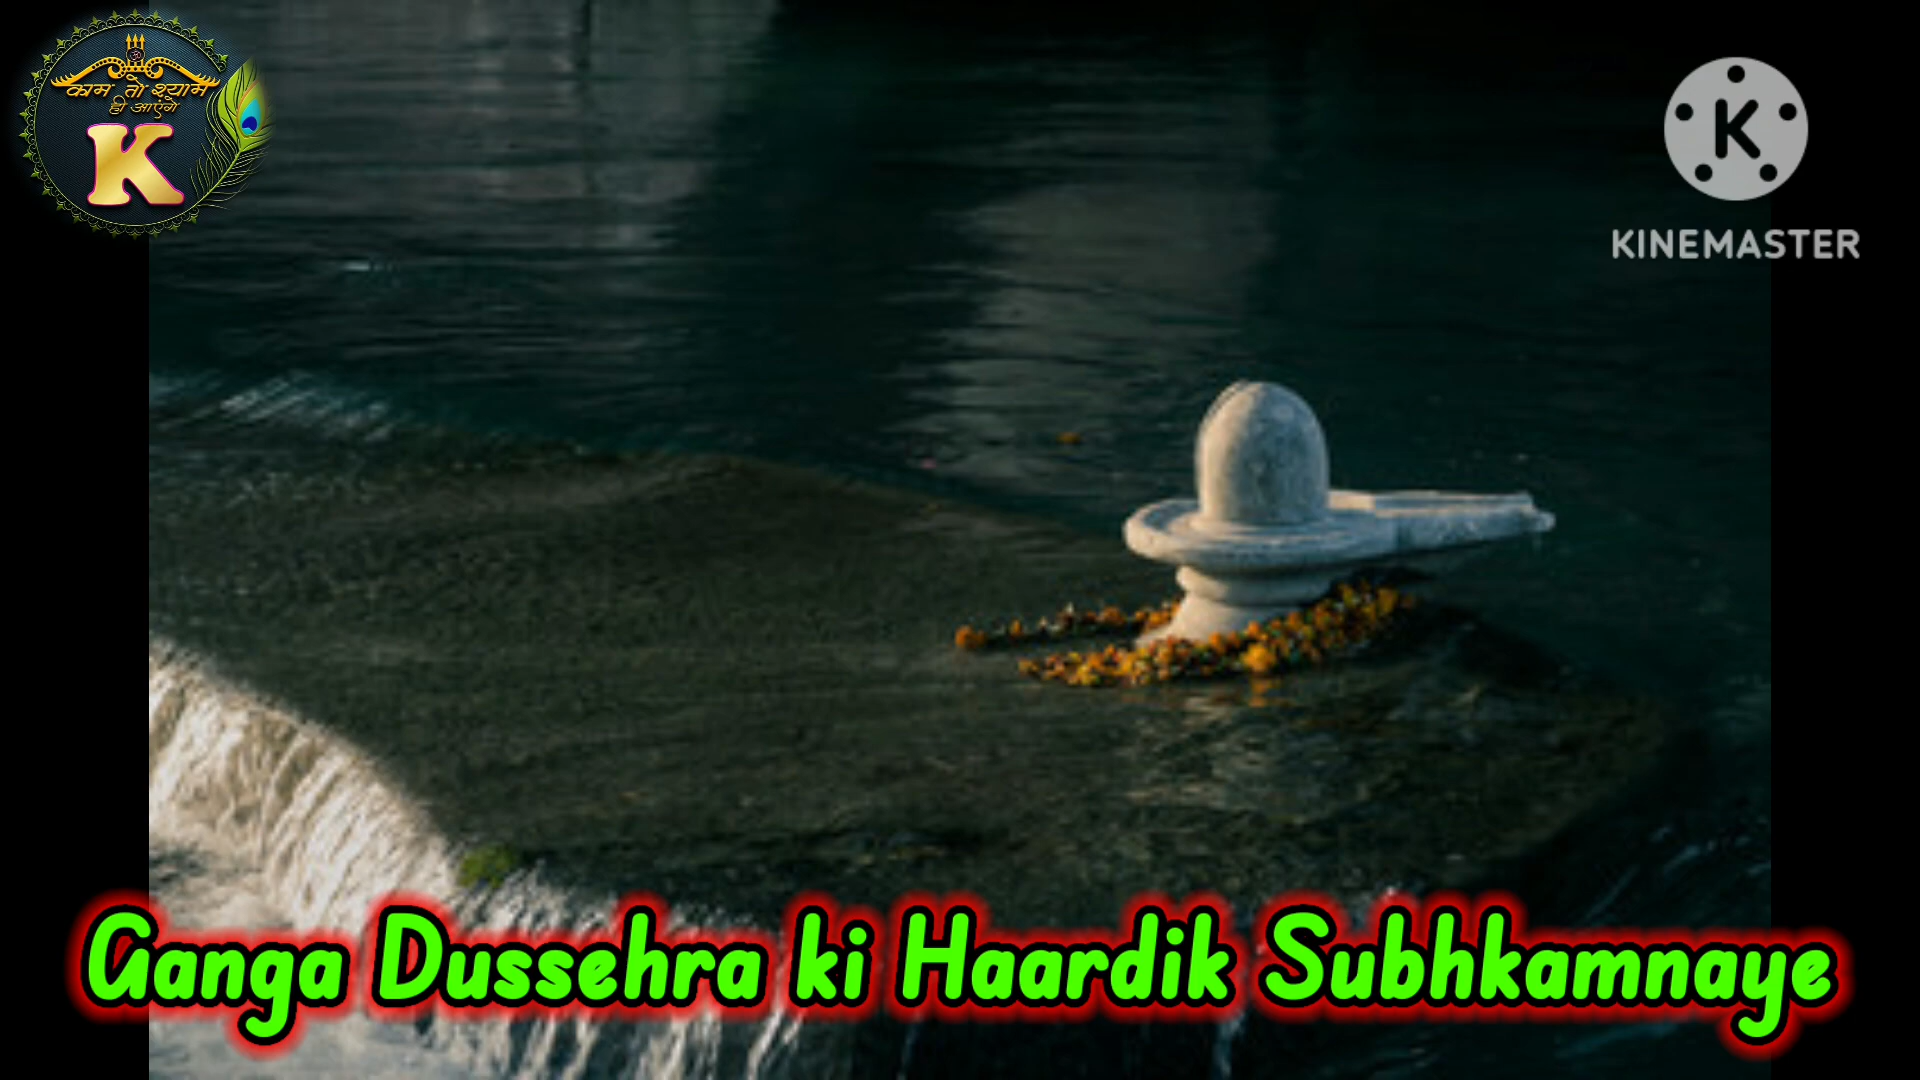 काम तो श्याम
ही आएंगे
K
K
KINEMASTER
Ganga Dussehra ki Haardik Subhkamnaye